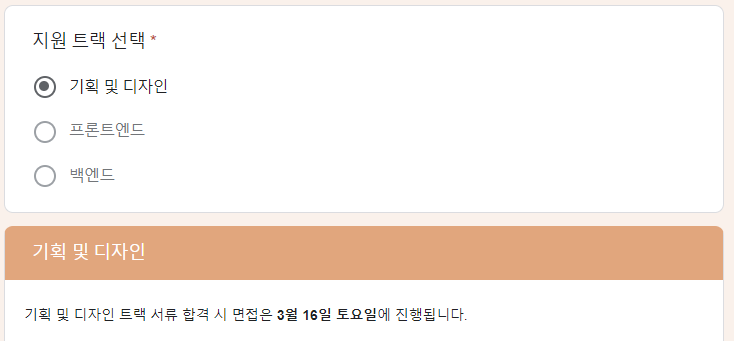 지원 트랙 선택 *
기획 및 디자인
프론트엔드
백엔드
기획 및 디자인
기획 및 디자인 트랙 서류 합격 시 면접은 3월 16일 토요일에 진행됩니다.